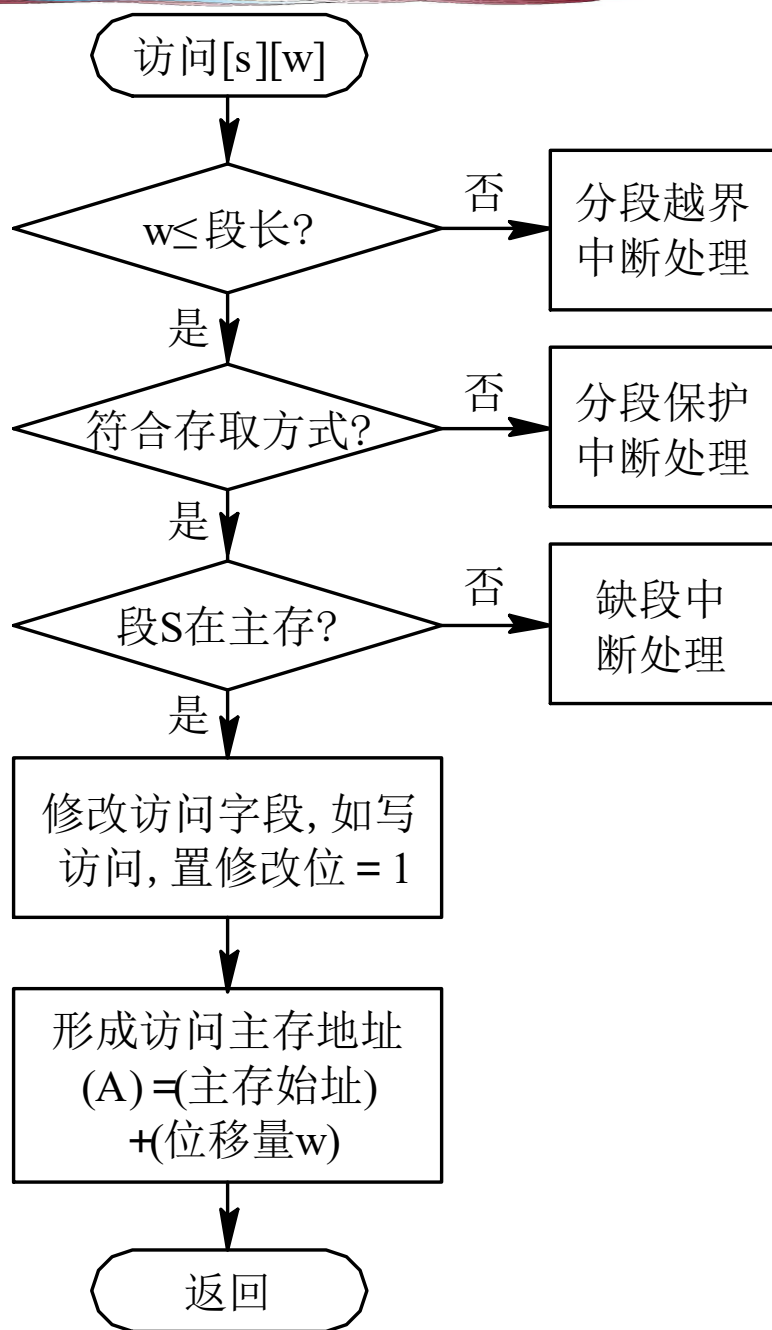 访问[s][w]
w≤段长?
否
分段越界
中断处理
是
符合存取方式?
否
分段保护
中断处理
是
段S在主存?
否
缺段中
断处理
是
修改访问字段, 如写
访问, 置修改位 = 1
形成访问主存地址
(A) =(主存始址)
+(位移量w)
返回